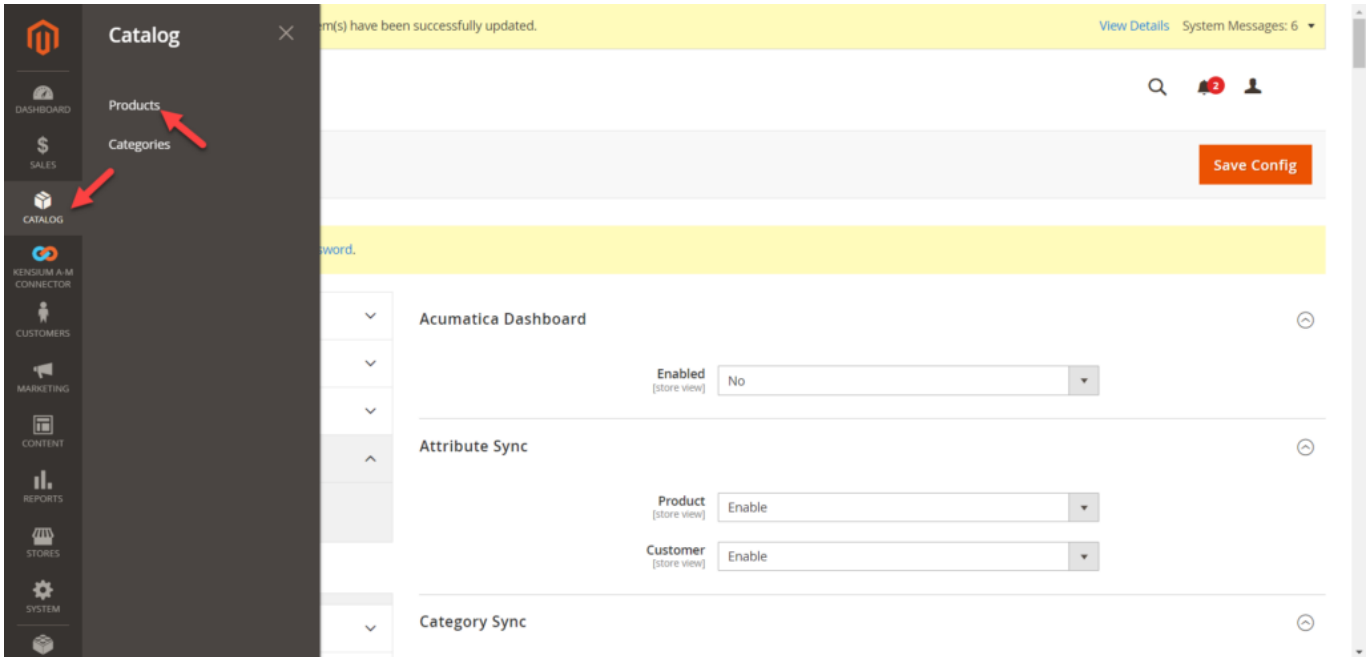 Catalog
Products
Categories
DASHBOARD
SALES
CATALOG
KENSIUM A-M
CONNECTOR
CUSTOMERS
MARKETING
CONTENT
REPORTS
STORES
SYSTEM
m(s) have been successfully updated.
View Details System Messages: 6
2
Save Config
sword.
Acumatica Dashboard
Enabled
[store view]
No
Attribute Sync
Product
[store view]
Enable
Customer
[store view]
Enable
Category Sync